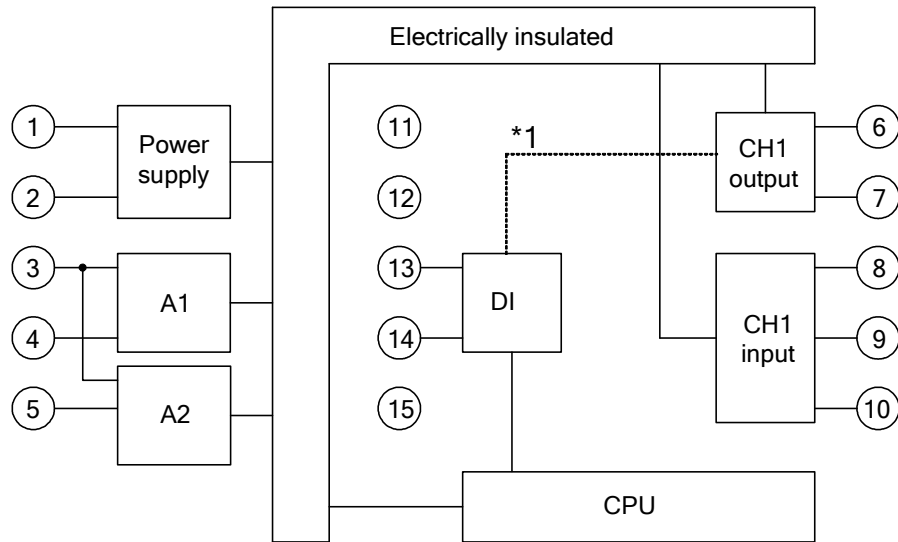 Electrically insulated
1
Power
supply
2
3
A1
4
5
A2
11
12
13
14
15
*1
DI
CH1
output
6
7
CH1
input
8
9
10
CPU